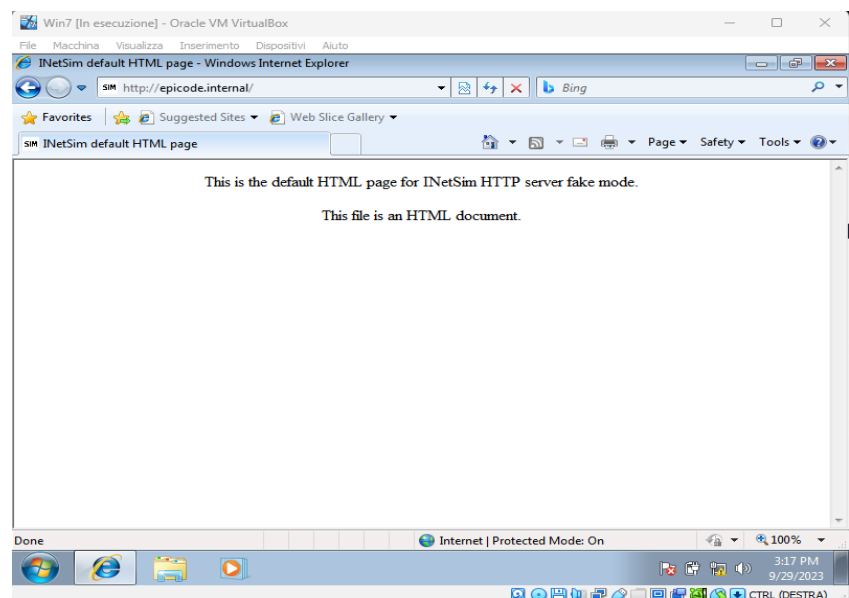 Win7 [In esecuzione] - Oracle VM VirtualBox
File Macchina Visualizza Inserimento Dispositivi Aiuto
INetSim default HTML page - Windows Internet Explorer
SIM http://epicode.internal/ Bing
Favorites Suggested Sites Web Slice Gallery
SIM INetSim default HTML page Page Safety Tools
This is the default HTML page for INetSim HTTP server fake mode.
This file is an HTML document.
Done Internet | Protected Mode: On 100%
3:17 PM
9/29/2023
CTRL (DESTRA)